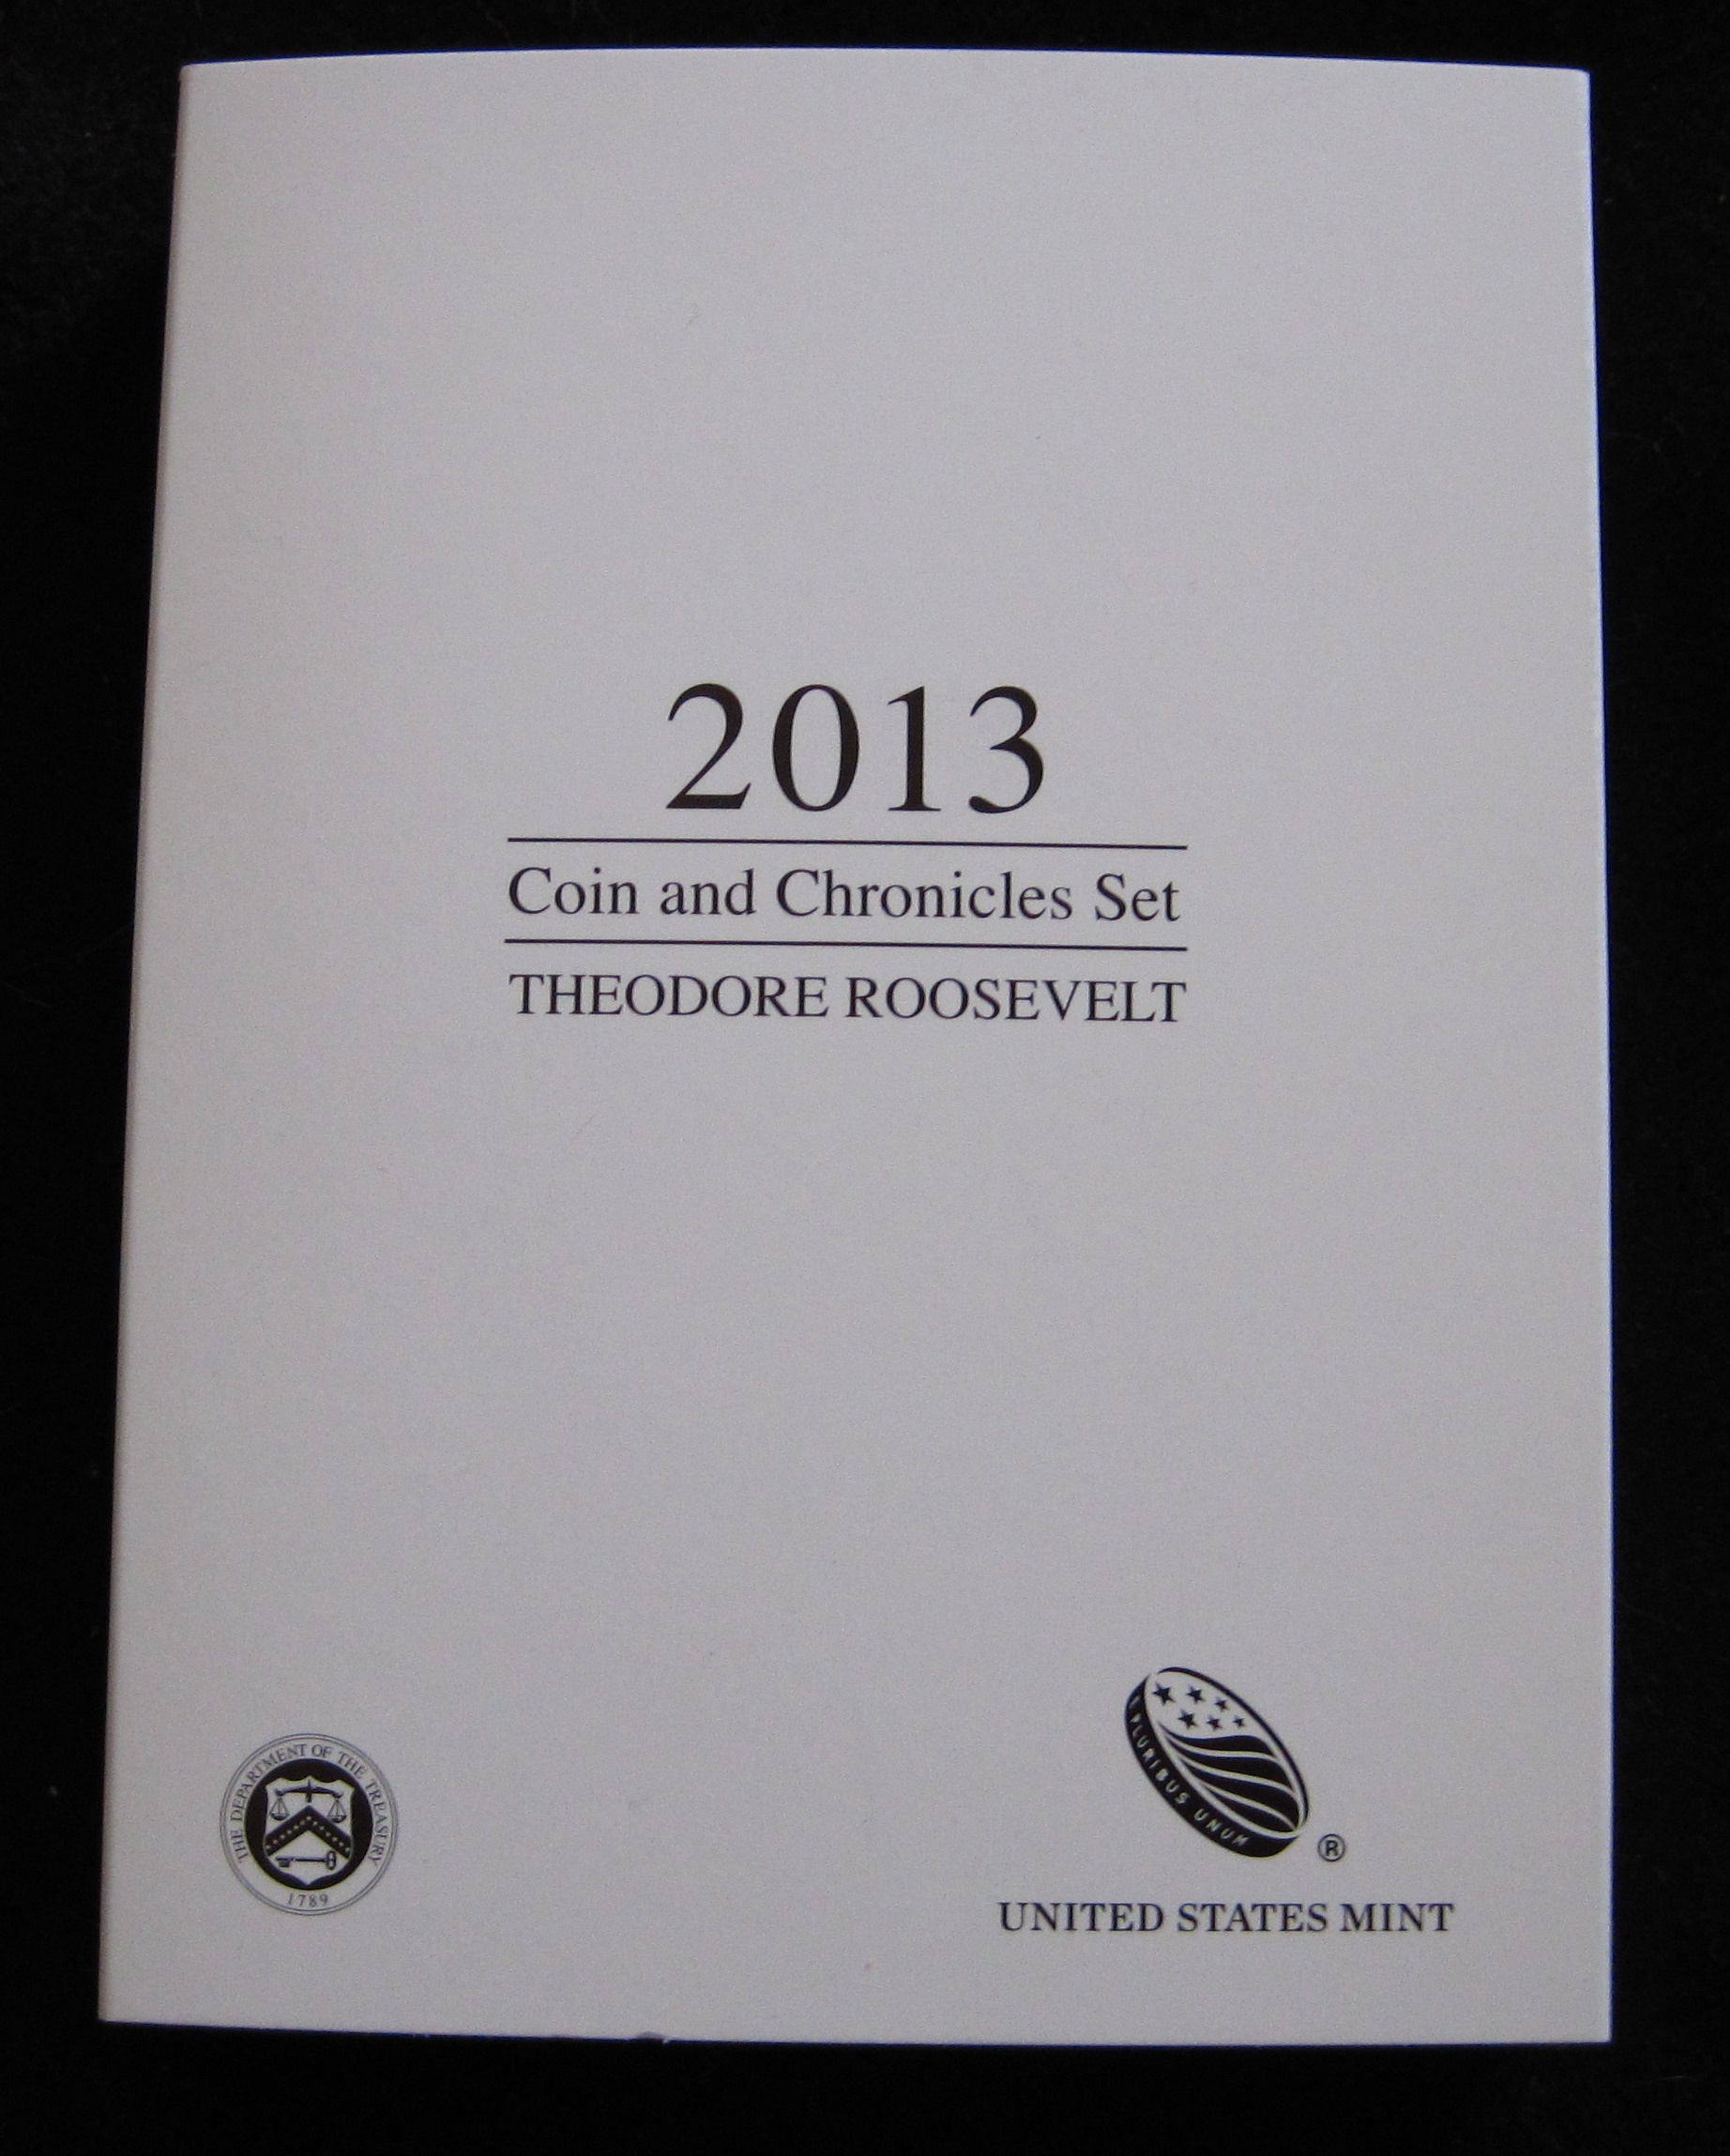 2013
Coin and Chronicles Set
THEODORE ROOSEVELT
THE DEPARTMENT OF THE TREASURY
1789
E PLURIBUS UNUM
®
UNITED STATES MINT